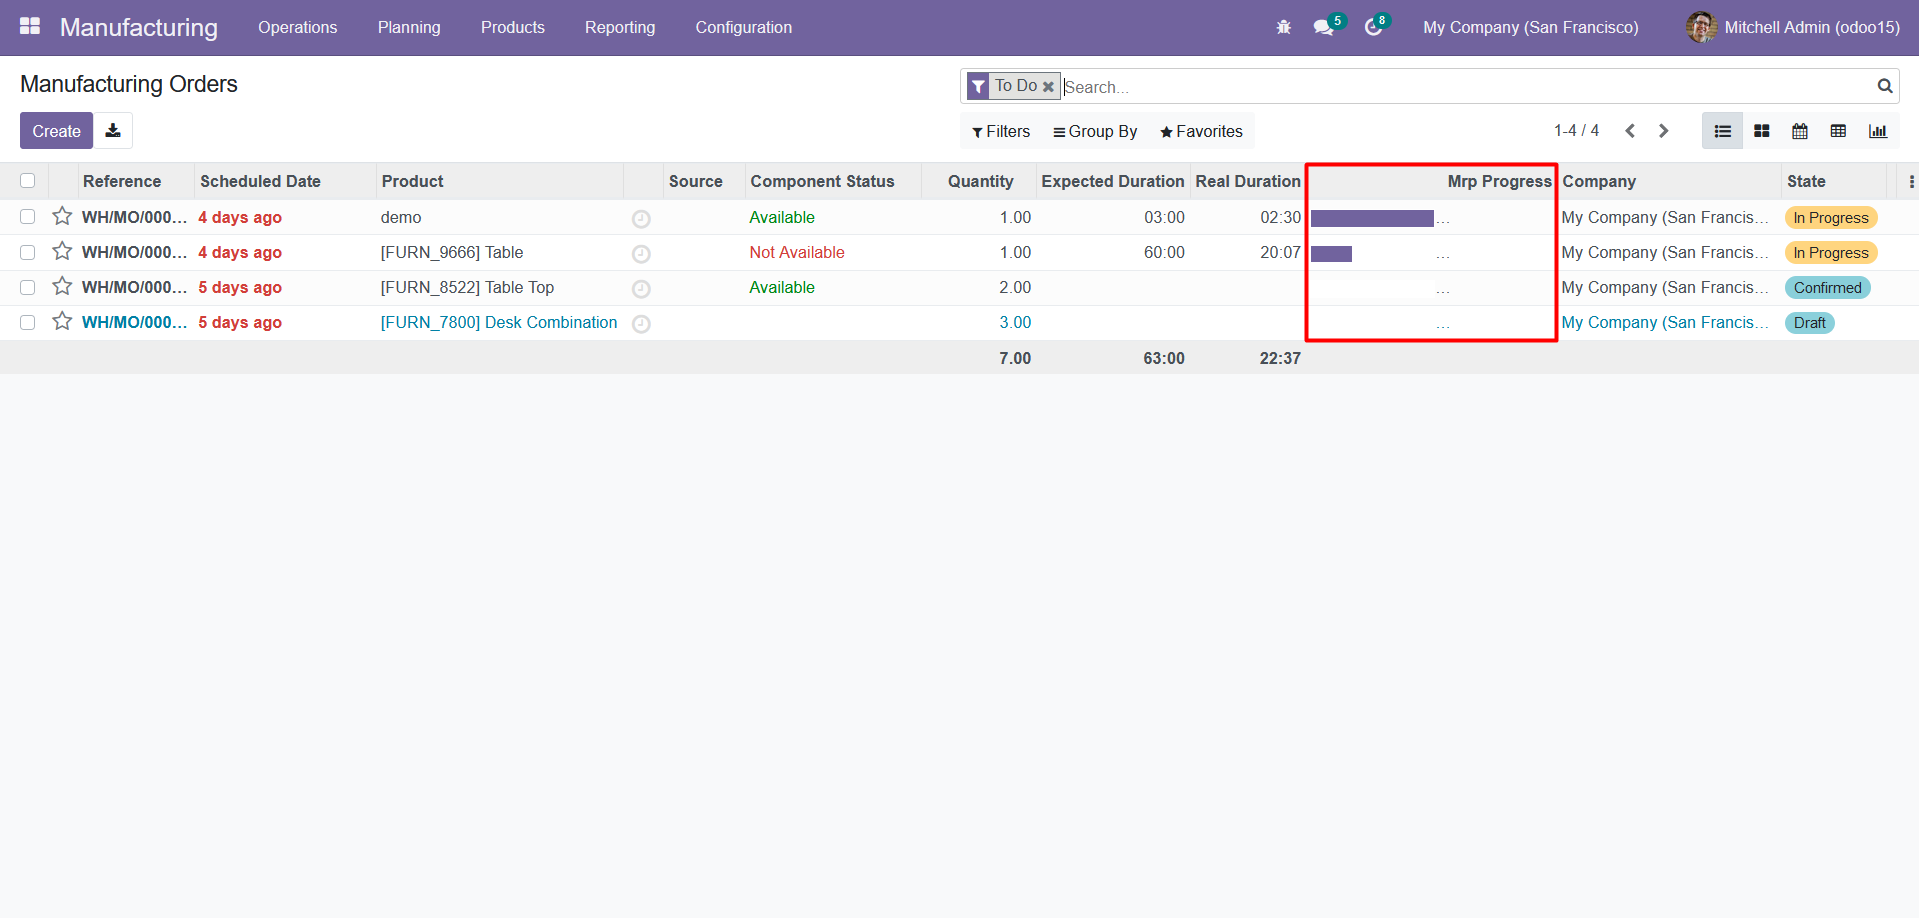 Manufacturing Operations Planning Products Reporting Configuration 5 8 My Company (San Francisco) Mitchell Admin (odoo15)
Manufacturing Orders To Do Search...
Create Filters Group By Favorites 1-4 / 4
Reference Scheduled Date Product Source Component Status Quantity Expected Duration Real Duration Mrp Progress Company State
WH/MO/000... 4 days ago demo Available 1.00 03:00 02:30 ... My Company (San Francis... In Progress
WH/MO/000... 4 days ago [FURN_9666] Table Not Available 1.00 60:00 20:07 ... My Company (San Francis... In Progress
WH/MO/000... 5 days ago [FURN_8522] Table Top Available 2.00 ... My Company (San Francis... Confirmed
WH/MO/000... 5 days ago [FURN_7800] Desk Combination 3.00 ... My Company (San Francis... Draft
7.00 63:00 22:37